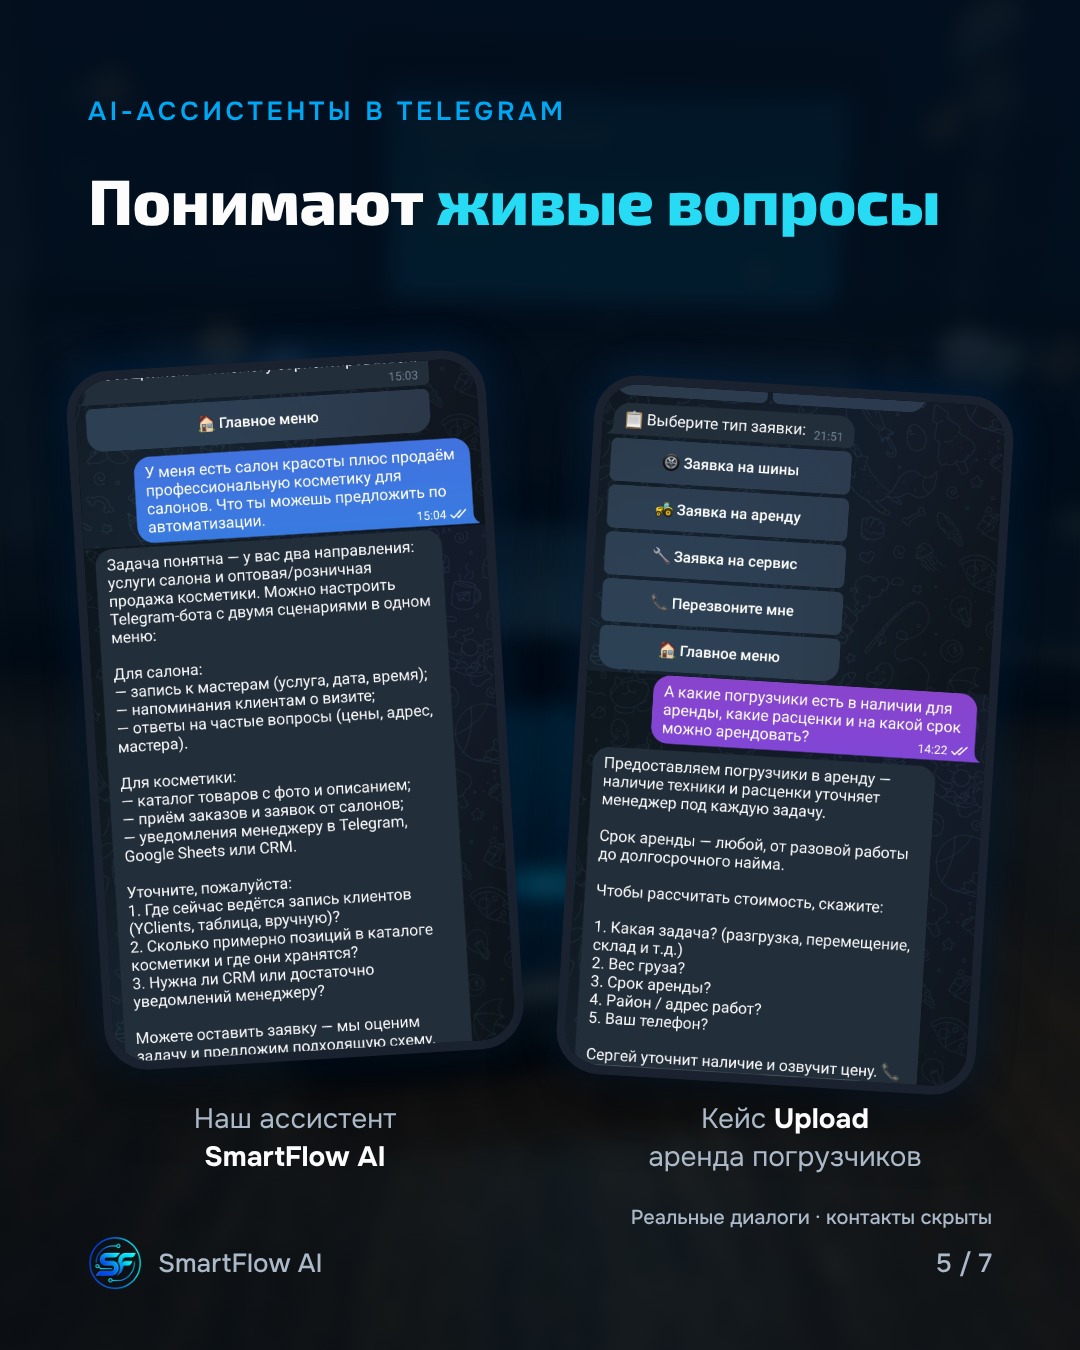 AI-АССИСТЕНТЫ В TELEGRAM
Понимают живые вопросы
15:03
Главное меню
У меня есть салон красоты плюс продаём
профессиональную косметику для
салонов. Что ты можешь предложить по
автоматизации.
15:04
Задача понятна — у вас два направления:
услуги салона и оптовая/розничная
продажа косметики. Можно настроить
Telegram-бота с двумя сценариями в одном
меню:
Для салона:
— запись к мастерам (услуга, дата, время);
— напоминания клиентам о визите;
— ответы на частые вопросы (цены, адрес,
мастера).
Для косметики:
— каталог товаров с фото и описанием;
— приём заказов и заявок от салонов;
— уведомления менеджеру в Telegram,
Google Sheets или CRM.
Уточните, пожалуйста:
1. Где сейчас ведётся запись клиентов
(YClients, таблица, вручную)?
2. Сколько примерно позиций в каталоге
косметики и где они хранятся?
3. Нужна ли CRM или достаточно
уведомлений менеджеру?
Можете оставить заявку — мы оценим
задачу и предложим подходящую схему.
Выберите тип заявки:
21:51
Заявка на шины
Заявка на аренду
Заявка на сервис
Перезвоните мне
Главное меню
А какие погрузчики есть в наличии для
аренды, какие расценки и на какой срок
можно арендовать?
14:22
Предоставляем погрузчики в аренду —
наличие техники и расценки уточняет
менеджер под каждую задачу.
Срок аренды — любой, от разовой работы
до долгосрочного найма.
Чтобы рассчитать стоимость, скажите:
1. Какая задача? (разгрузка, перемещение,
склад и т.д.)
2. Вес груза?
3. Срок аренды?
4. Район / адрес работ?
5. Ваш телефон?
Сергей уточнит наличие и озвучит цену.
Наш ассистент
SmartFlow AI
Кейс Upload
аренда погрузчиков
Реальные диалоги · контакты скрыты
SF
SmartFlow AI
5 / 7